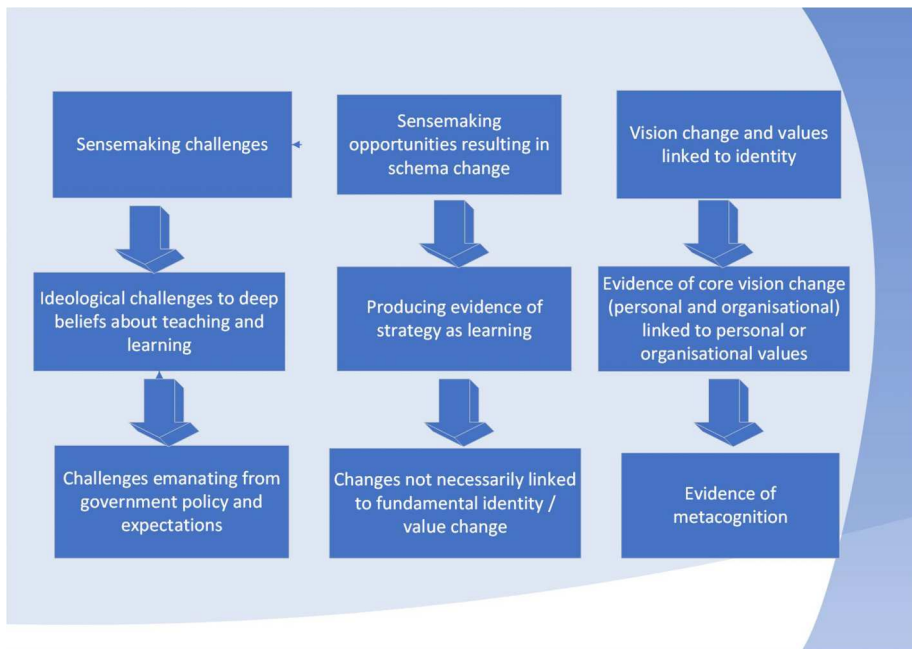 Sensemaking challenges
Sensemaking
opportunities resulting in
schema change
Vision change and values
linked to identity
Ideological challenges to deep
beliefs about teaching and
learning
Producing evidence of
strategy as learning
Evidence of core vision change
(personal and organisational)
linked to personal or
organisational values
Challenges emanating from
government policy and
expectations
Changes not necessarily linked
to fundamental identity /
value change
Evidence of
metacognition